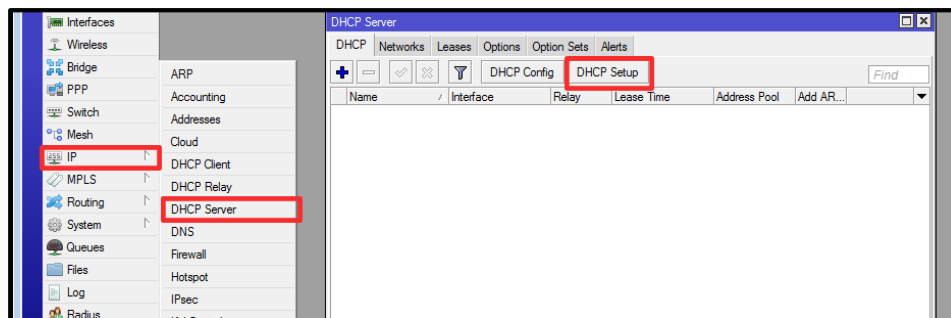 Interfaces
Wireless
Bridge
PPP
Switch
Mesh
IP
MPLS
Routing
System
Queues
Files
Log
Radius
ARP
Accounting
Addresses
Cloud
DHCP Client
DHCP Relay
DHCP Server
DNS
Firewall
Hotspot
IPsec
DHCP Server
DHCP Networks Leases Options Option Sets Alerts
DHCP Config DHCP Setup Find
Name / Interface Relay Lease Time Address Pool Add AR...